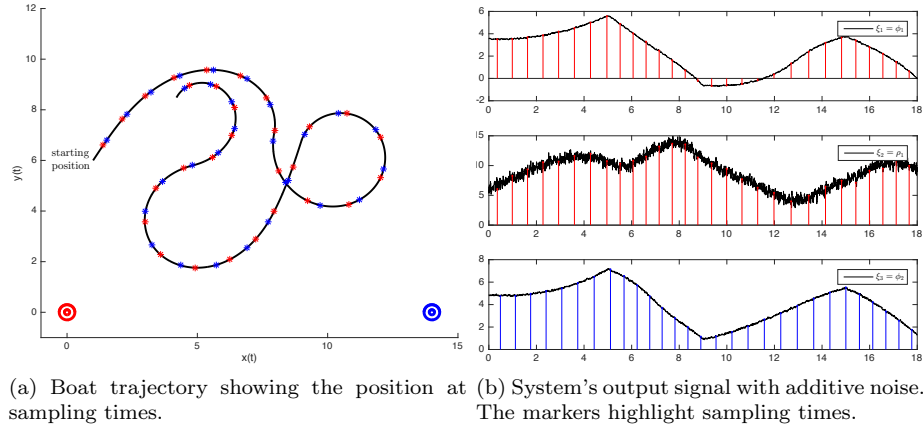 12
10
8
6
4
2
0
0
5
10
15
y(t)
x(t)
starting
position
6
4
2
0
-2
0 2 4 6 8 10 12 14 16 18
ξ₁ = ϕ₁
15
10
5
0
0 2 4 6 8 10 12 14 16 18
ξ₂ = ρ₁
8
6
4
2
0
0 2 4 6 8 10 12 14 16 18
ξ₃ = ϕ₂
(a) Boat trajectory showing the position at
sampling times.
(b) System's output signal with additive noise.
The markers highlight sampling times.